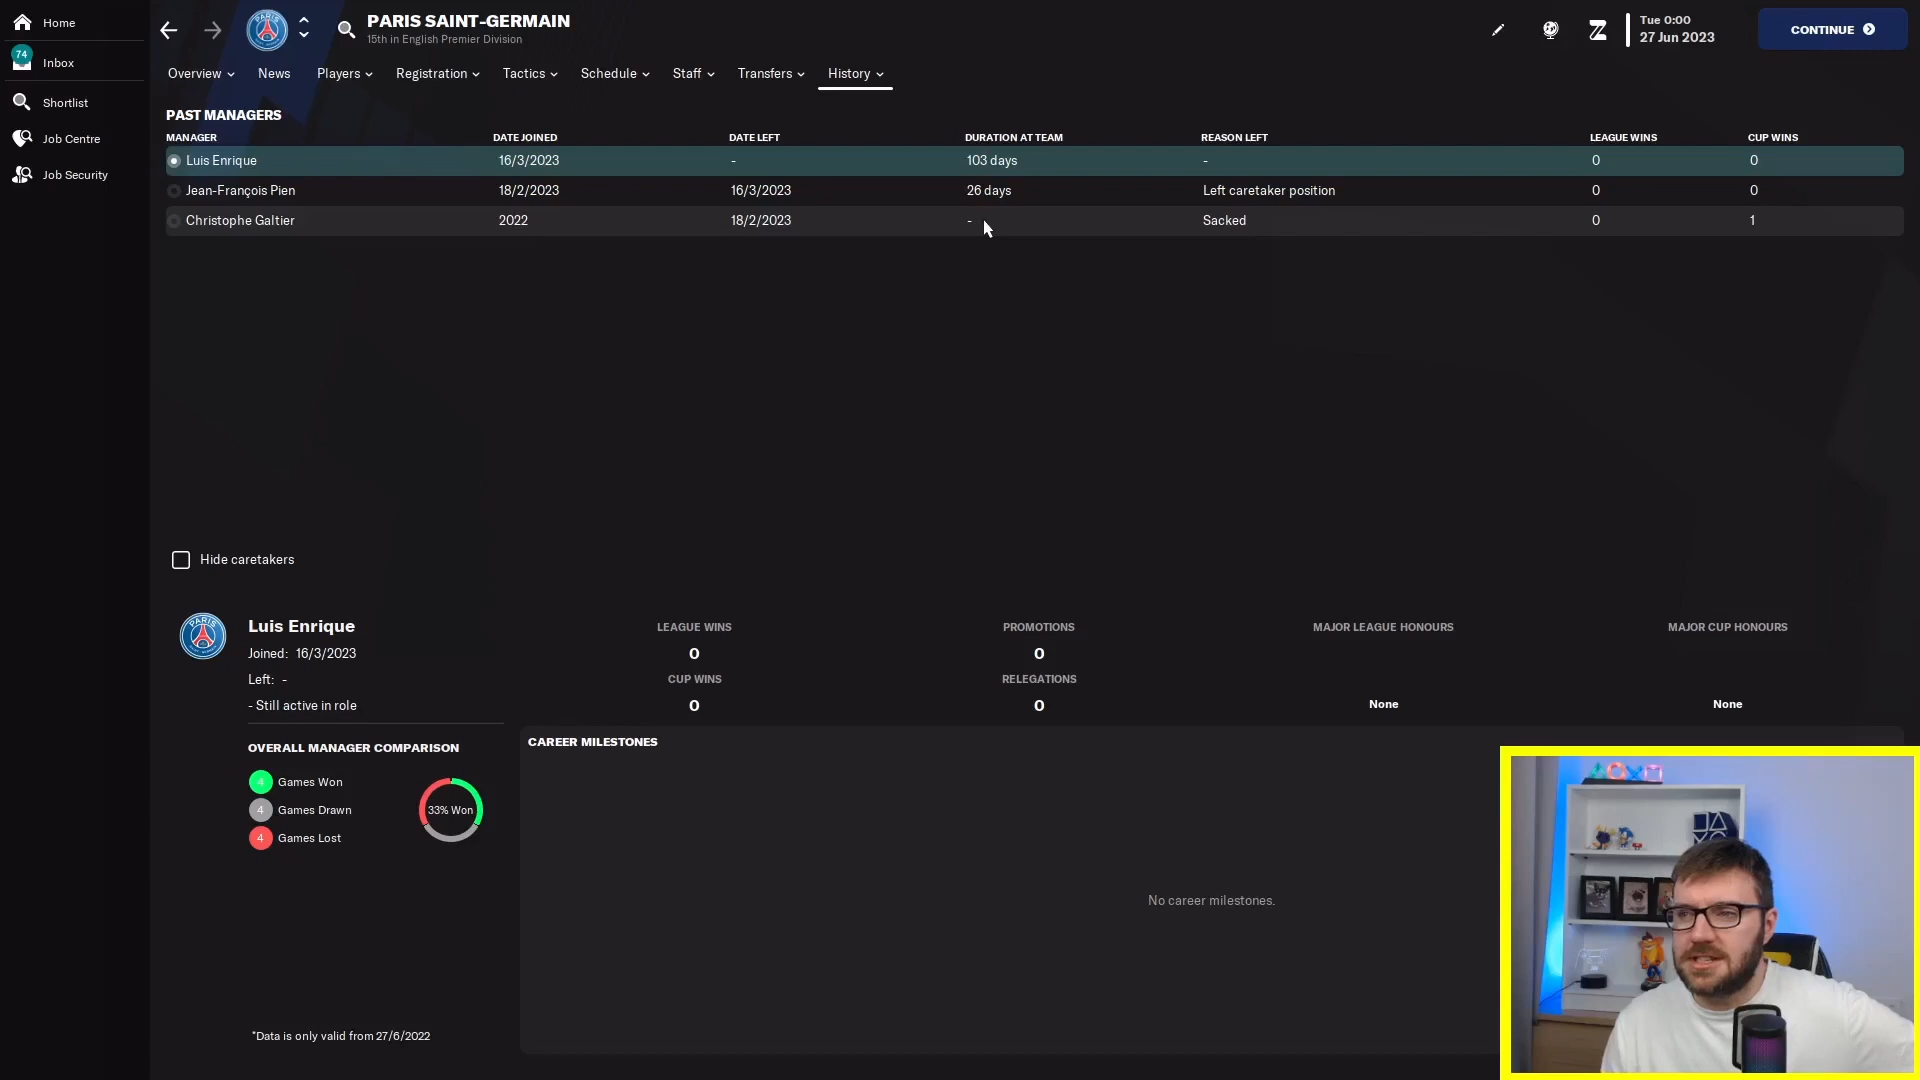 Home
74
Inbox
Shortlist
Job Centre
Job Security
PARIS SAINT-GERMAIN
15th in English Premier Division
Tue 0:00
27 Jun 2023
CONTINUE
Overview
News
Players
Registration
Tactics
Schedule
Staff
Transfers
History
PAST MANAGERS
MANAGER DATE JOINED DATE LEFT DURATION AT TEAM REASON LEFT LEAGUE WINS CUP WINS
Luis Enrique 16/3/2023 - 103 days - 0 0
Jean-François Pien 18/2/2023 16/3/2023 26 days Left caretaker position 0 0
Christophe Galtier 2022 18/2/2023 - Sacked 0 1
Hide caretakers
PARIS
Luis Enrique
Joined: 16/3/2023
Left: -
- Still active in role
LEAGUE WINS
0
CUP WINS
0
PROMOTIONS
0
RELEGATIONS
0
MAJOR LEAGUE HONOURS
None
MAJOR CUP HONOURS
None
OVERALL MANAGER COMPARISON
4 Games Won
4 Games Drawn
4 Games Lost
33% Won
*Data is only valid from 27/6/2022
CAREER MILESTONES
No career milestones.